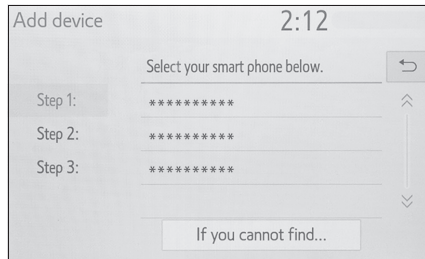 Add device
2:12
Select your smart phone below.
Step 1:
**********
Step 2:
**********
Step 3:
**********
If you cannot find...